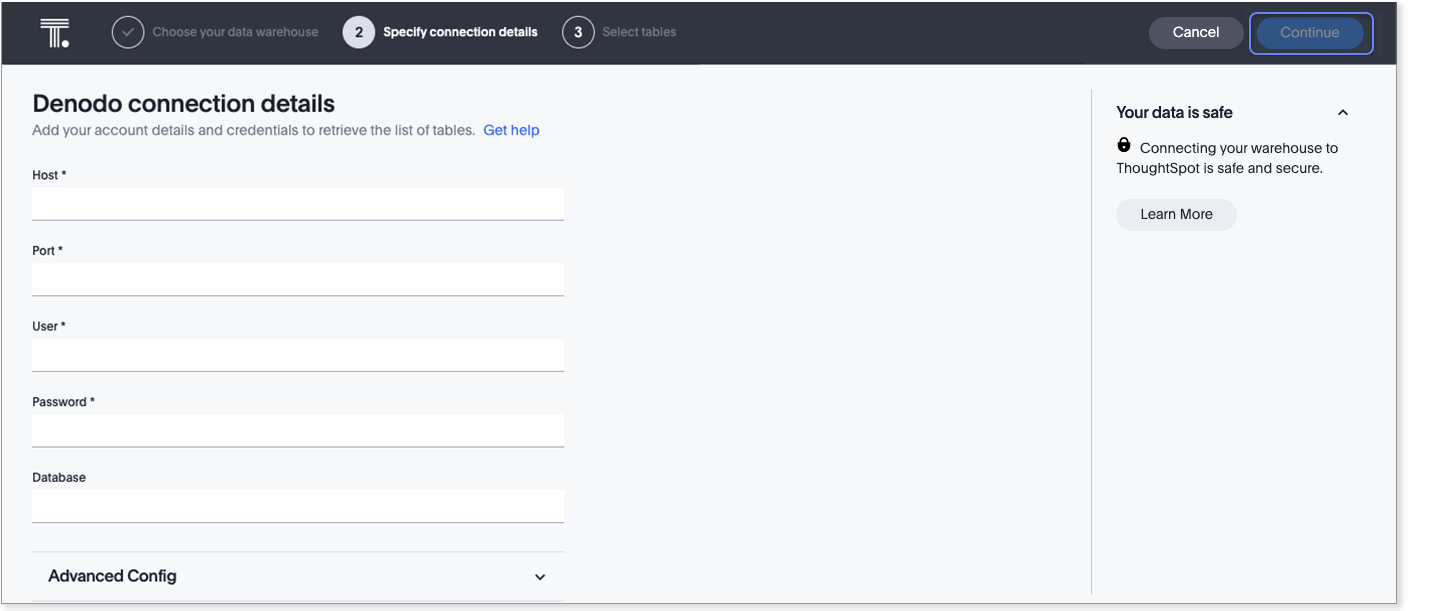 Choose your data warehouse
2 Specify connection details
3 Select tables
Cancel
Continue
Denodo connection details
Add your account details and credentials to retrieve the list of tables. Get help
Host *
Port *
User *
Password *
Database
Advanced Config
Your data is safe
Connecting your warehouse to
ThoughtSpot is safe and secure.
Learn More